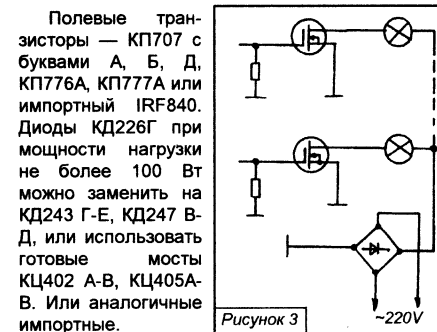 Полевые тран-
зисторы — КП707 с
буквами А, Б, Д,
КП776А, КП777А или
импортный IRF840.
Диоды КД226Г при
мощности нагрузки
не более 100 Вт
можно заменить на
КД243 Г-Е, КД247 В-
Д, или использовать
готовые мосты
КЦ402 А-В, КЦ405А-
В. Или аналогичные
импортные.
Рисунок 3
~220V